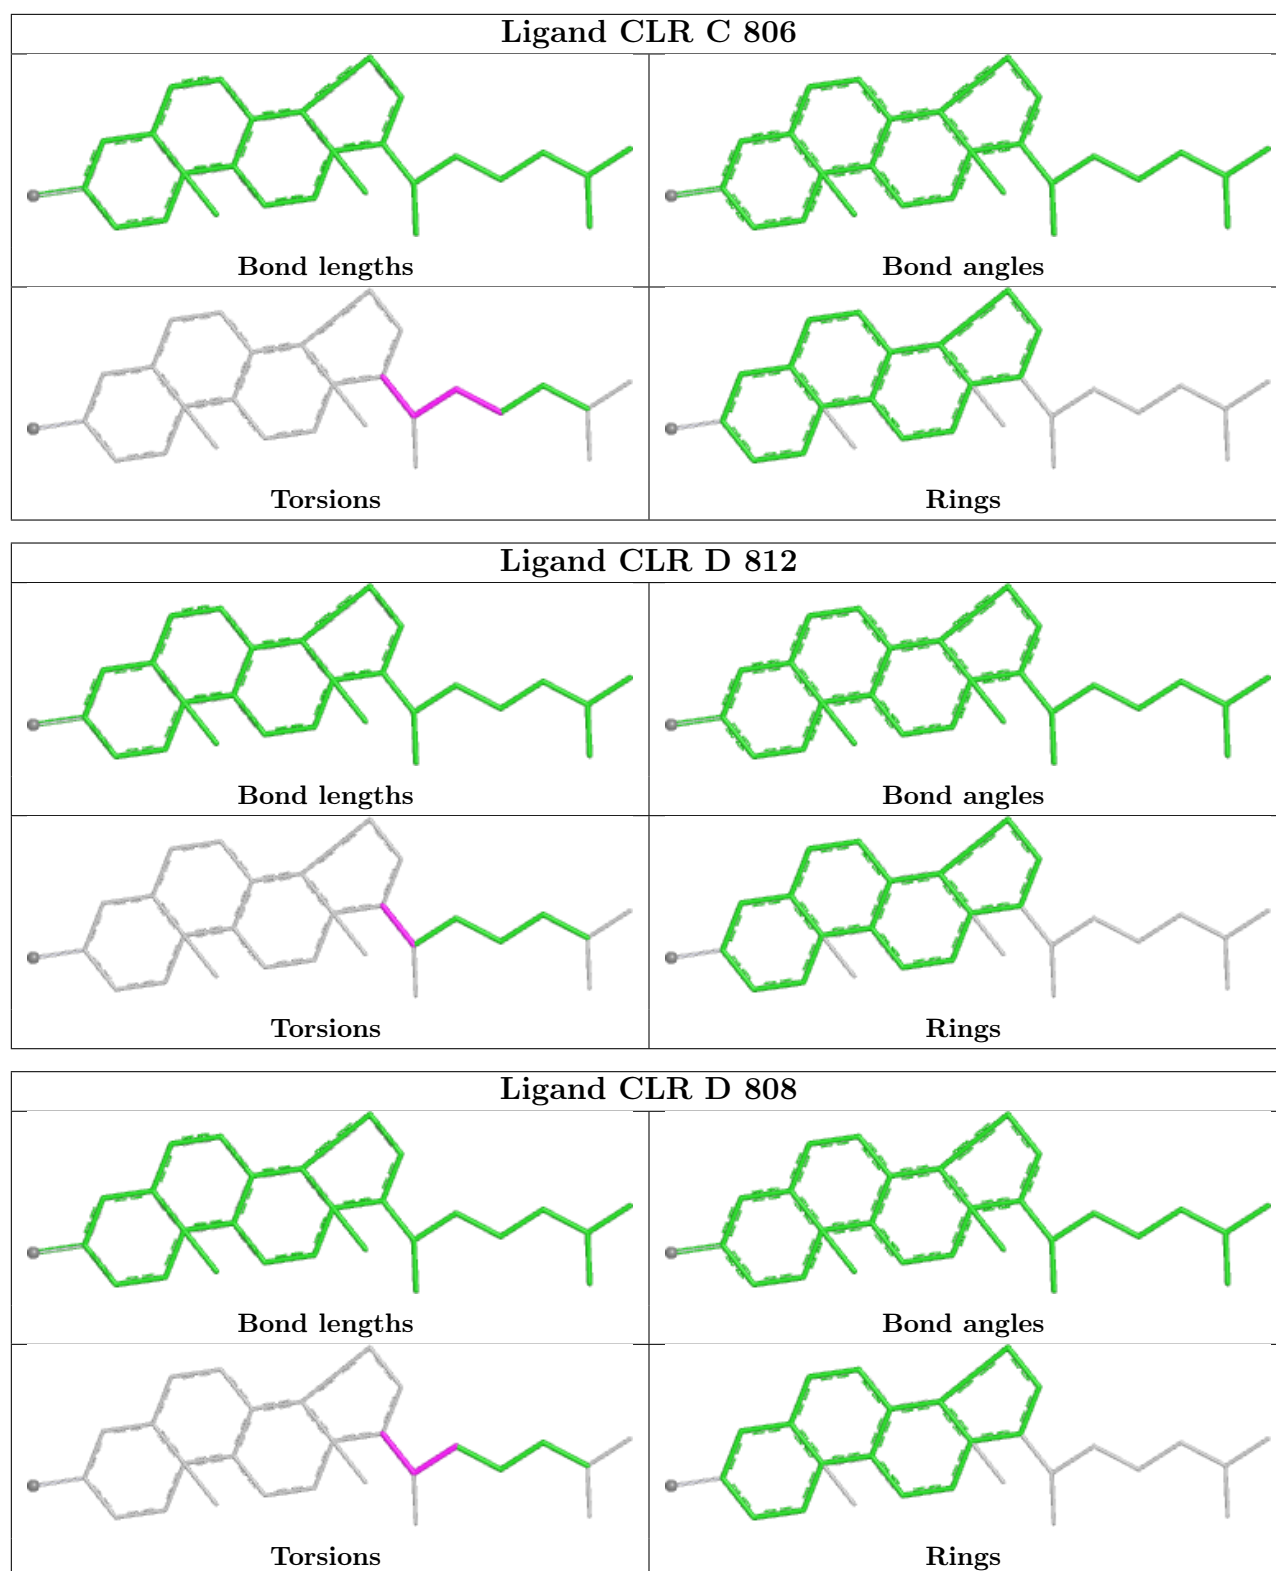 Ligand CLR C 806
Bond lengths
Bond angles
Torsions
Rings
Ligand CLR D 812
Bond lengths
Bond angles
Torsions
Rings
Ligand CLR D 808
Bond lengths
Bond angles
Torsions
Rings